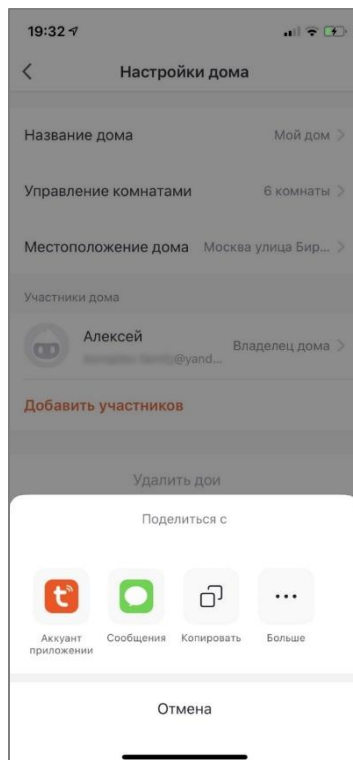 19:32
Настройки дома
Название дома Мой дом
Управление комнатами 6 комнаты
Местоположение дома Москва улица Бир...
Участники дома
Алексей
@yand...
Владелец дома
Добавить участников
Удалить дои
Поделиться с
Аккуант
приложении
Сообщения
Копировать
Больше
Отмена